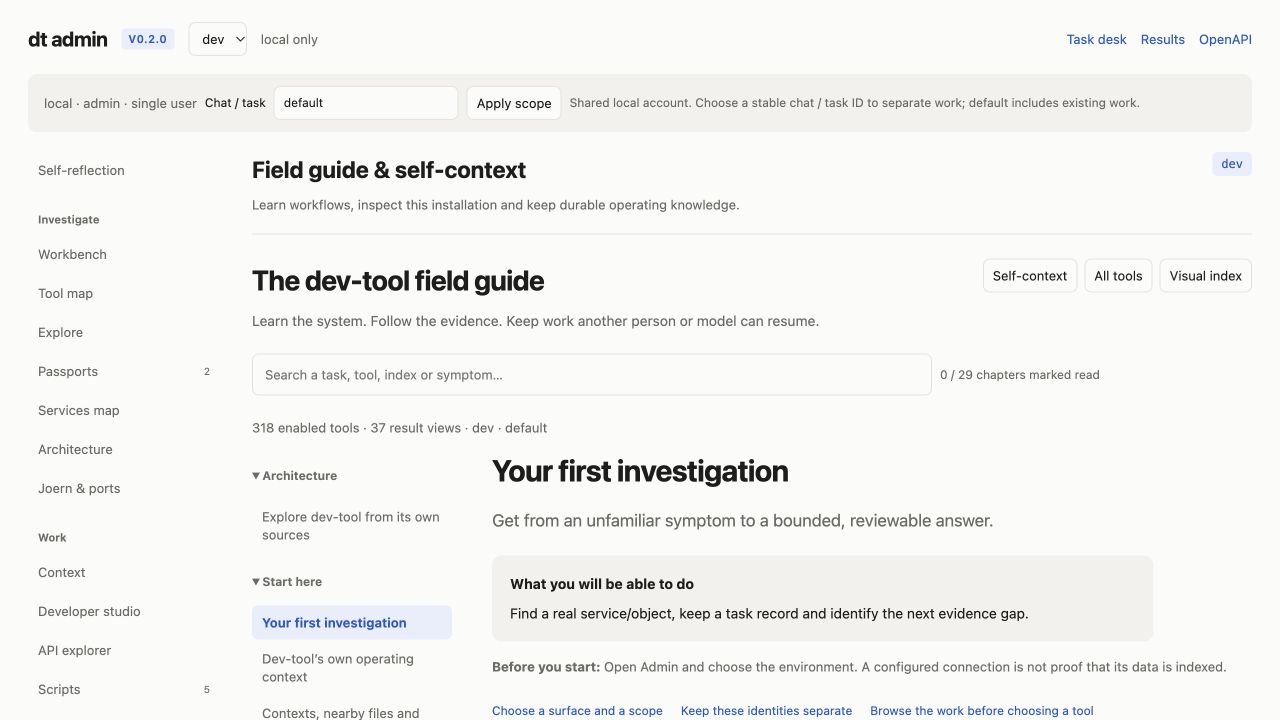 dt admin
V0.2.0
dev
local only
Task desk
Results
OpenAPI
local · admin · single user
Chat / task
default
Apply scope
Shared local account. Choose a stable chat / task ID to separate work; default includes existing work.
Self-reflection
Investigate
Workbench
Tool map
Explore
Passports 2
Services map
Architecture
Joern & ports
Work
Context
Developer studio
API explorer
Scripts 5
Field guide & self-context
dev
Learn workflows, inspect this installation and keep durable operating knowledge.
The dev-tool field guide
Self-context
All tools
Visual index
Learn the system. Follow the evidence. Keep work another person or model can resume.
Search a task, tool, index or symptom…
0 / 29 chapters marked read
318 enabled tools · 37 result views · dev · default
▾ Architecture
Explore dev-tool from its own
sources
▾ Start here
Your first investigation
Dev-tool’s own operating
context
Contexts, nearby files and
Your first investigation
Get from an unfamiliar symptom to a bounded, reviewable answer.
What you will be able to do
Find a real service/object, keep a task record and identify the next evidence gap.
Before you start: Open Admin and choose the environment. A configured connection is not proof that its data is indexed.
Choose a surface and a scope
Keep these identities separate
Browse the work before choosing a tool